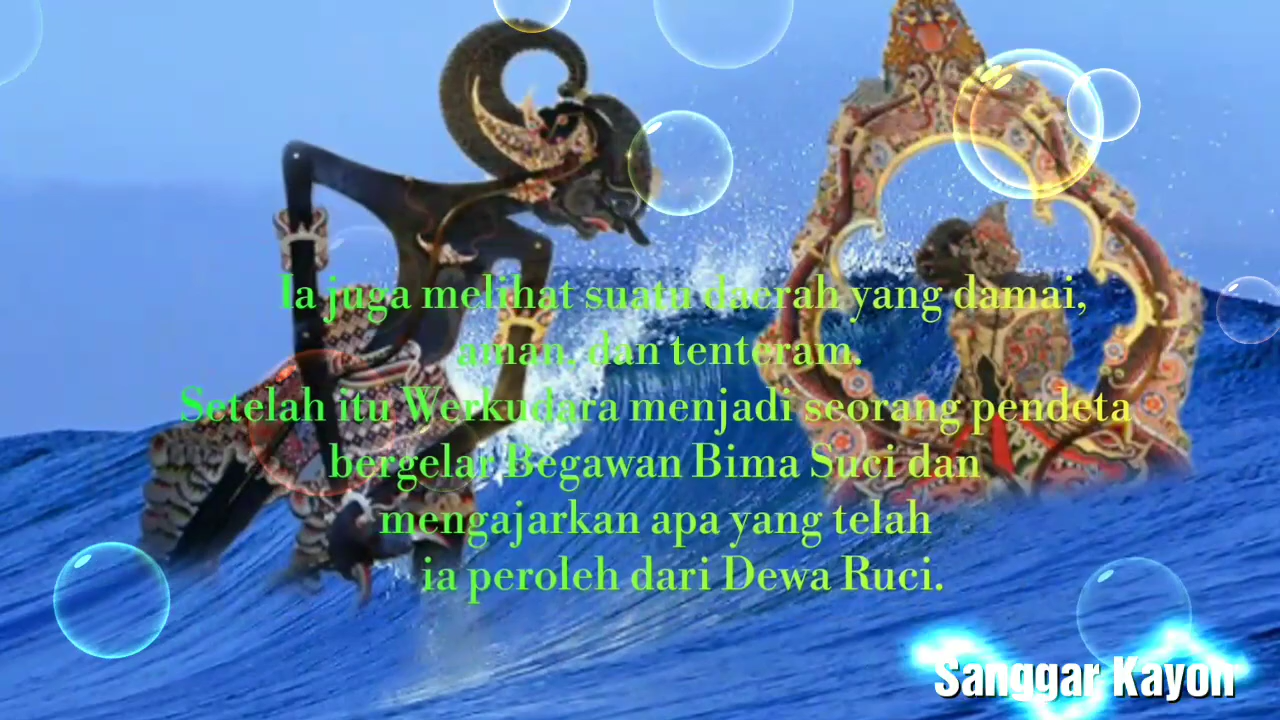 Ia juga melihat suatu daerah yang damai,
aman, dan tenteram.
Setelah itu Werkudara menjadi seorang pendeta
bergelar Begawan Bima Suci dan
mengajarkan apa yang telah
ia peroleh dari Dewa Ruci.
Sanggar Kayon